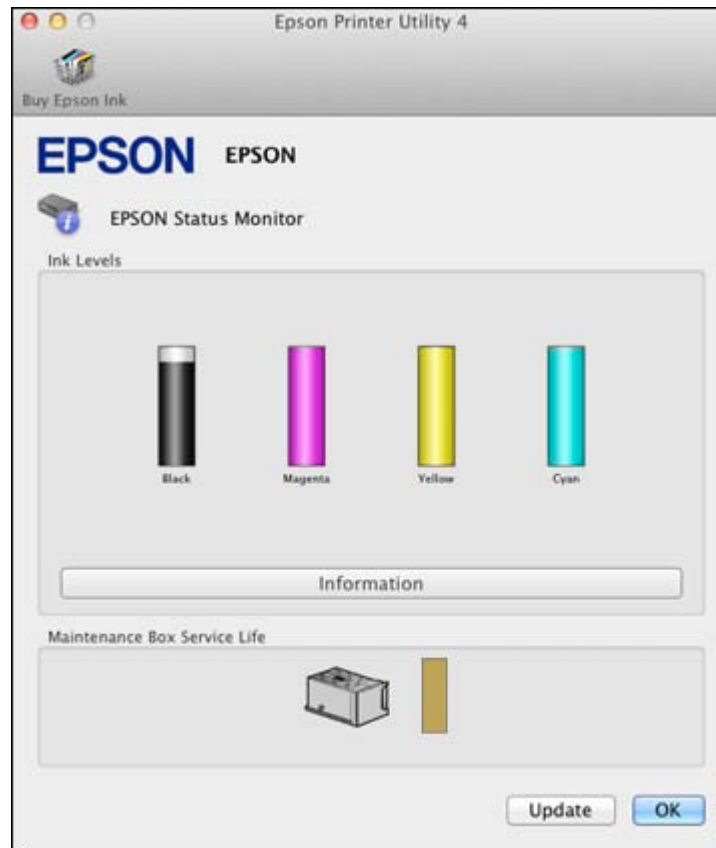 Epson Printer Utility 4
Buy Epson Ink
EPSON EPSON
EPSON Status Monitor
Ink Levels
Black Magenta Yellow Cyan
Information
Maintenance Box Service Life
Update OK